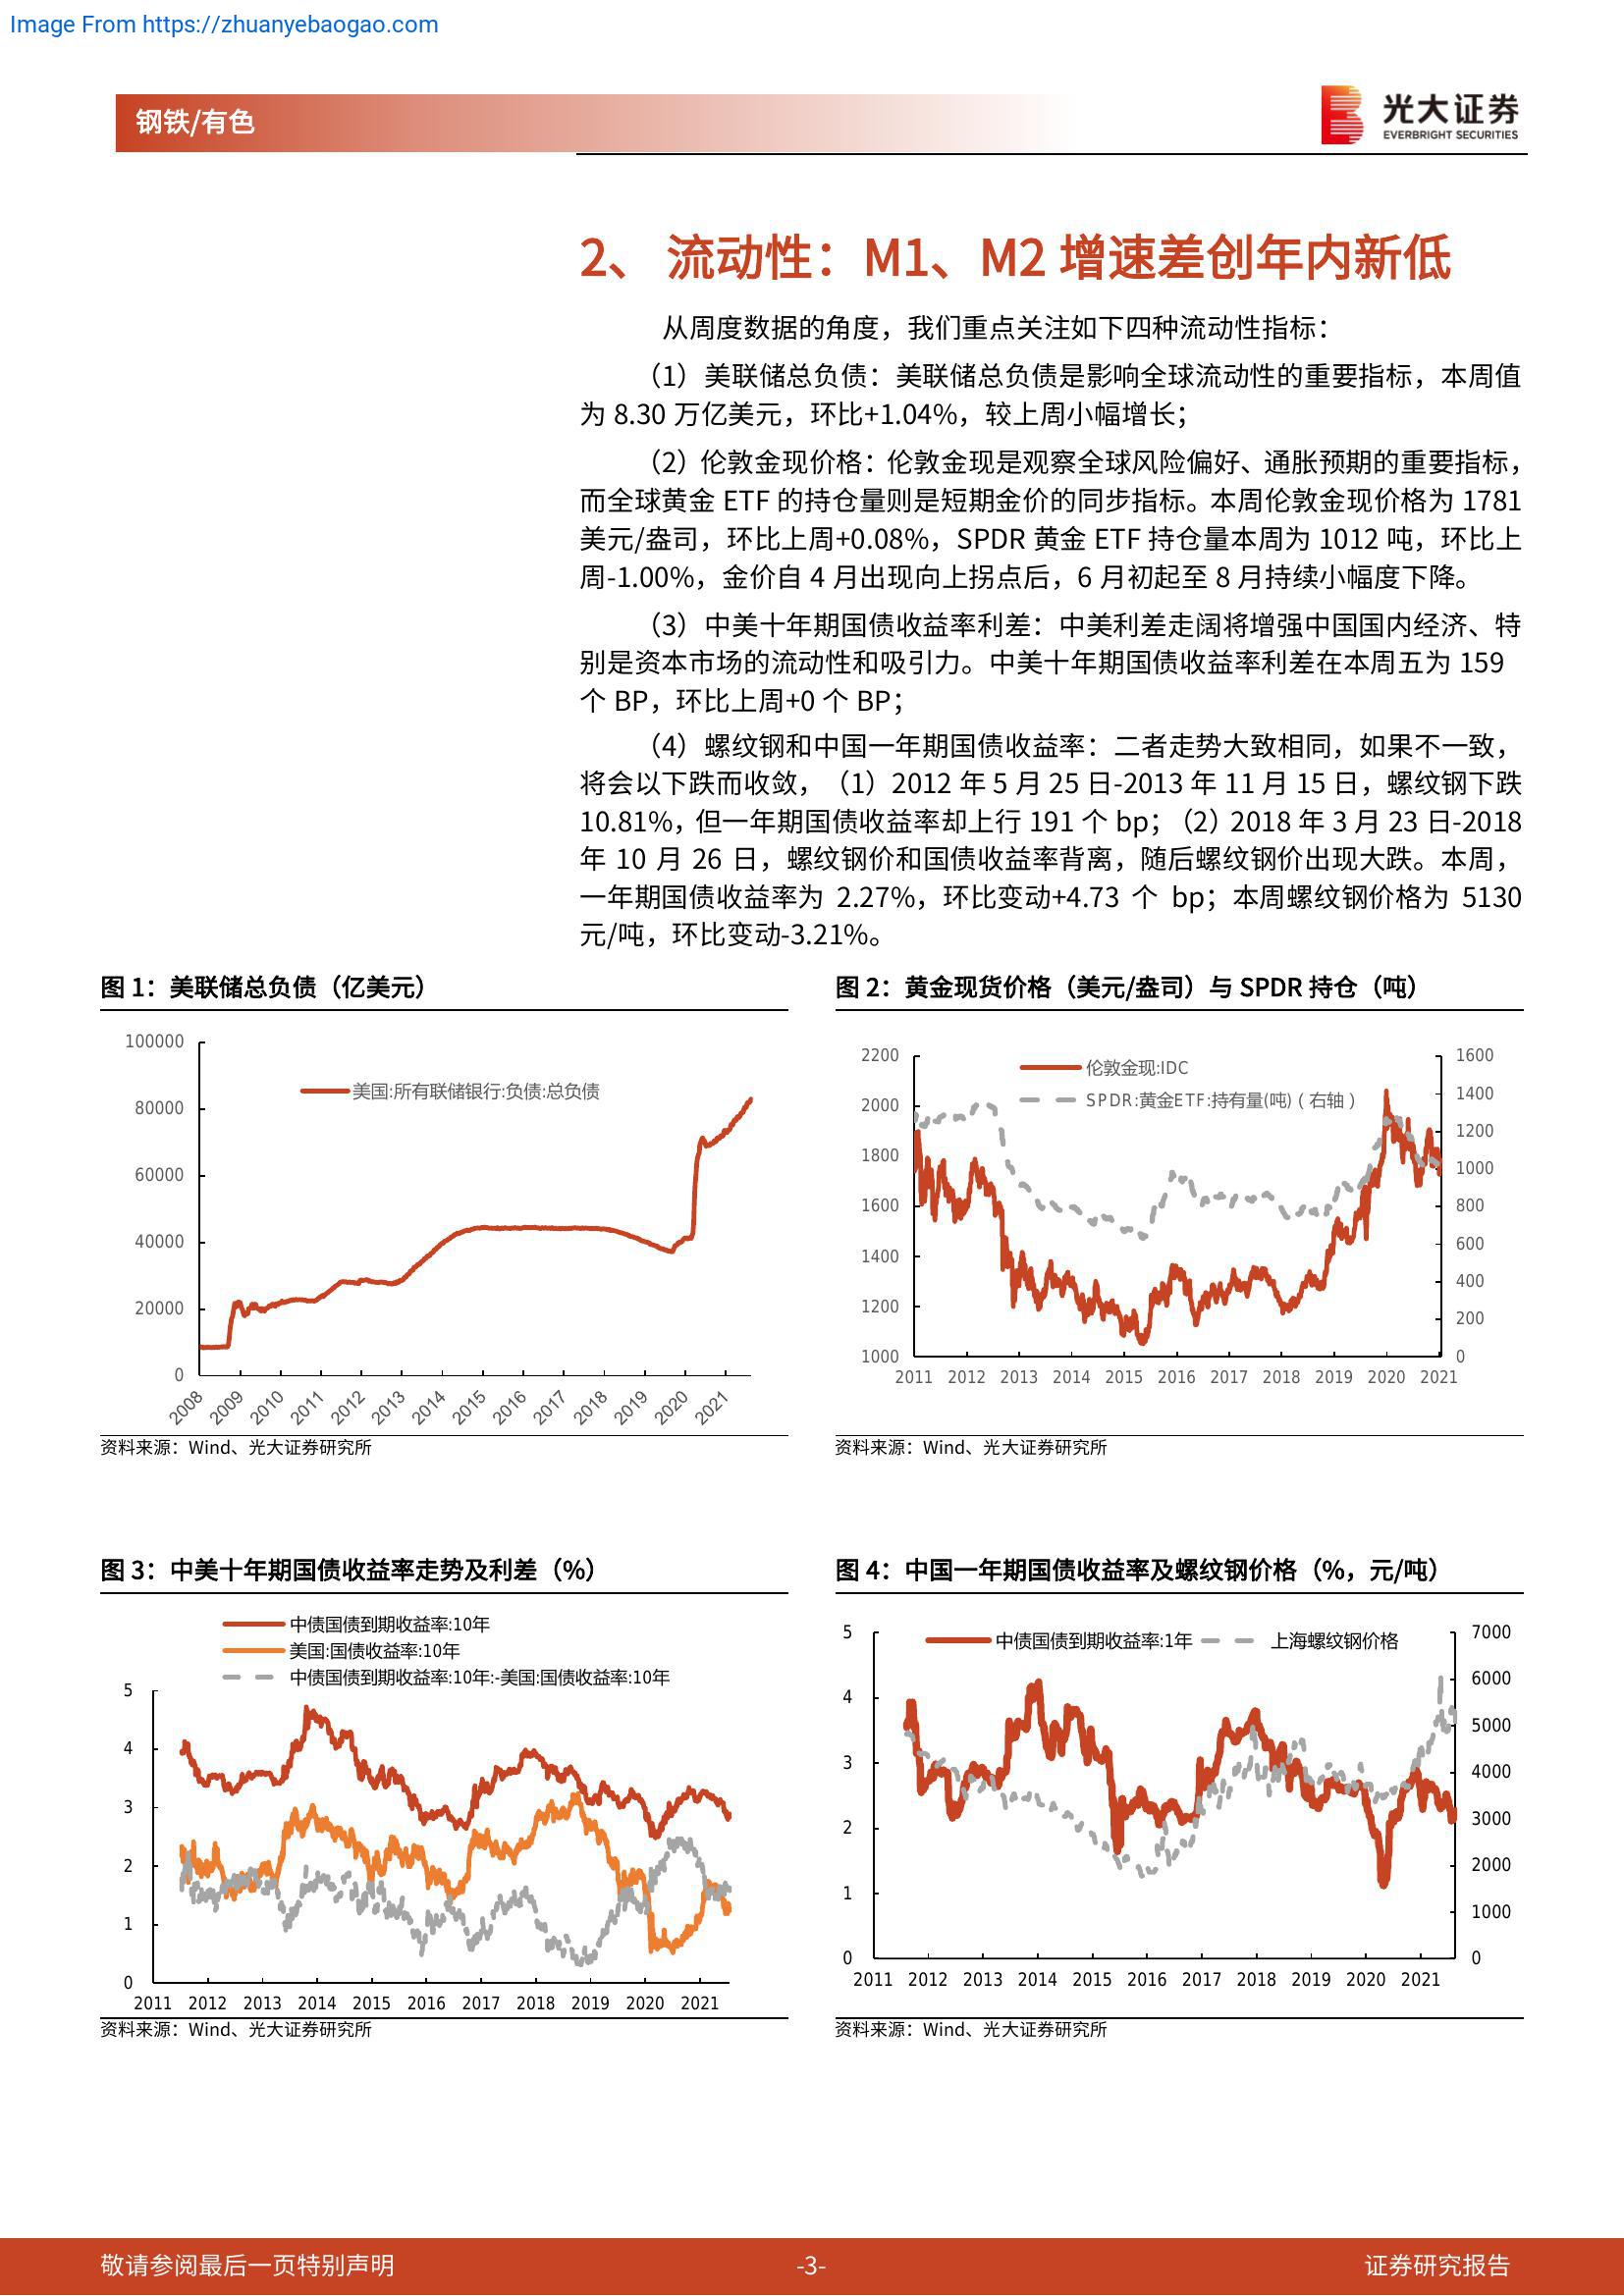 Image From https://zhuanyebaogao.com
钢铁/有色
光大证券
EVERBRIGHT SECURITIES
2、 流动性：M1、M2 增速差创年内新低
从周度数据的角度，我们重点关注如下四种流动性指标：
（1）美联储总负债：美联储总负债是影响全球流动性的重要指标，本周值
为 8.30 万亿美元，环比+1.04%，较上周小幅增长；
（2）伦敦金现价格：伦敦金现是观察全球风险偏好、通胀预期的重要指标，
而全球黄金 ETF 的持仓量则是短期金价的同步指标。本周伦敦金现价格为 1781
美元/盎司，环比上周+0.08%，SPDR 黄金 ETF 持仓量本周为 1012 吨，环比上
周-1.00%，金价自 4 月出现向上拐点后，6 月初起至 8 月持续小幅度下降。
（3）中美十年期国债收益率利差：中美利差走阔将增强中国国内经济、特
别是资本市场的流动性和吸引力。中美十年期国债收益率利差在本周五为 159
个 BP，环比上周+0 个 BP；
（4）螺纹钢和中国一年期国债收益率：二者走势大致相同，如果不一致，
将会以下跌而收敛，（1）2012 年 5 月 25 日-2013 年 11 月 15 日，螺纹钢下跌
10.81%，但一年期国债收益率却上行 191 个 bp；（2）2018 年 3 月 23 日-2018
年 10 月 26 日，螺纹钢价和国债收益率背离，随后螺纹钢价出现大跌。本周，
一年期国债收益率为 2.27%，环比变动+4.73 个 bp；本周螺纹钢价格为 5130
元/吨，环比变动-3.21%。
图 1：美联储总负债（亿美元）
100000
80000
60000
40000
20000
0
美国:所有联储银行:负债:总负债
2008 2009 2010 2011 2012 2013 2014 2015 2016 2017 2018 2019 2020 2021
资料来源：Wind、光大证券研究所
图 2：黄金现货价格（美元/盎司）与 SPDR 持仓（吨）
2200
2000
1800
1600
1400
1200
1000
伦敦金现:IDC
SPDR:黄金ETF:持有量(吨)（右轴）
1600
1400
1200
1000
800
600
400
200
0
2011 2012 2013 2014 2015 2016 2017 2018 2019 2020 2021
资料来源：Wind、光大证券研究所
图 3：中美十年期国债收益率走势及利差（%）
中债国债到期收益率:10年
美国:国债收益率:10年
中债国债到期收益率:10年:-美国:国债收益率:10年
5
4
3
2
1
0
2011 2012 2013 2014 2015 2016 2017 2018 2019 2020 2021
资料来源：Wind、光大证券研究所
图 4：中国一年期国债收益率及螺纹钢价格（%，元/吨）
中债国债到期收益率:1年 上海螺纹钢价格
5
4
3
2
1
0
7000
6000
5000
4000
3000
2000
1000
0
2011 2012 2013 2014 2015 2016 2017 2018 2019 2020 2021
资料来源：Wind、光大证券研究所
敬请参阅最后一页特别声明 -3- 证券研究报告